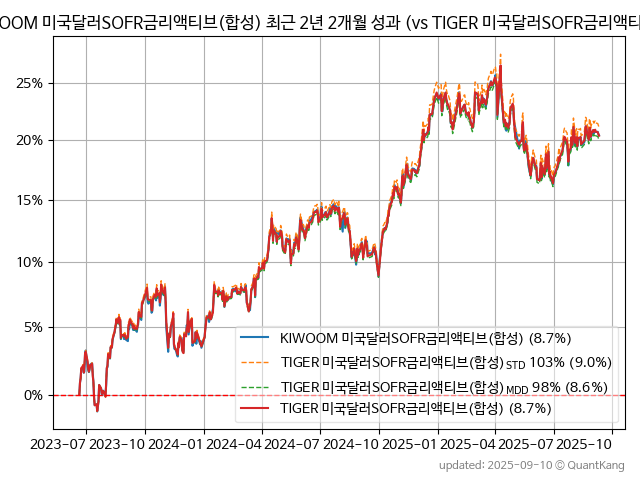 OOM 미국달러SOFR금리액티브(합성) 최근 2년 2개월 성과 (vs TIGER 미국달러SOFR금리액티
25%
20%
15%
10%
5%
0%
KIWOOM 미국달러SOFR금리액티브(합성) (8.7%)
TIGER 미국달러SOFR금리액티브(합성) STD 103% (9.0%)
TIGER 미국달러SOFR금리액티브(합성) MDD 98% (8.6%)
TIGER 미국달러SOFR금리액티브(합성) (8.7%)
2023-07 2023-10 2024-01 2024-04 2024-07 2024-10 2025-01 2025-04 2025-07 2025-10
updated: 2025-09-10 © QuantKang